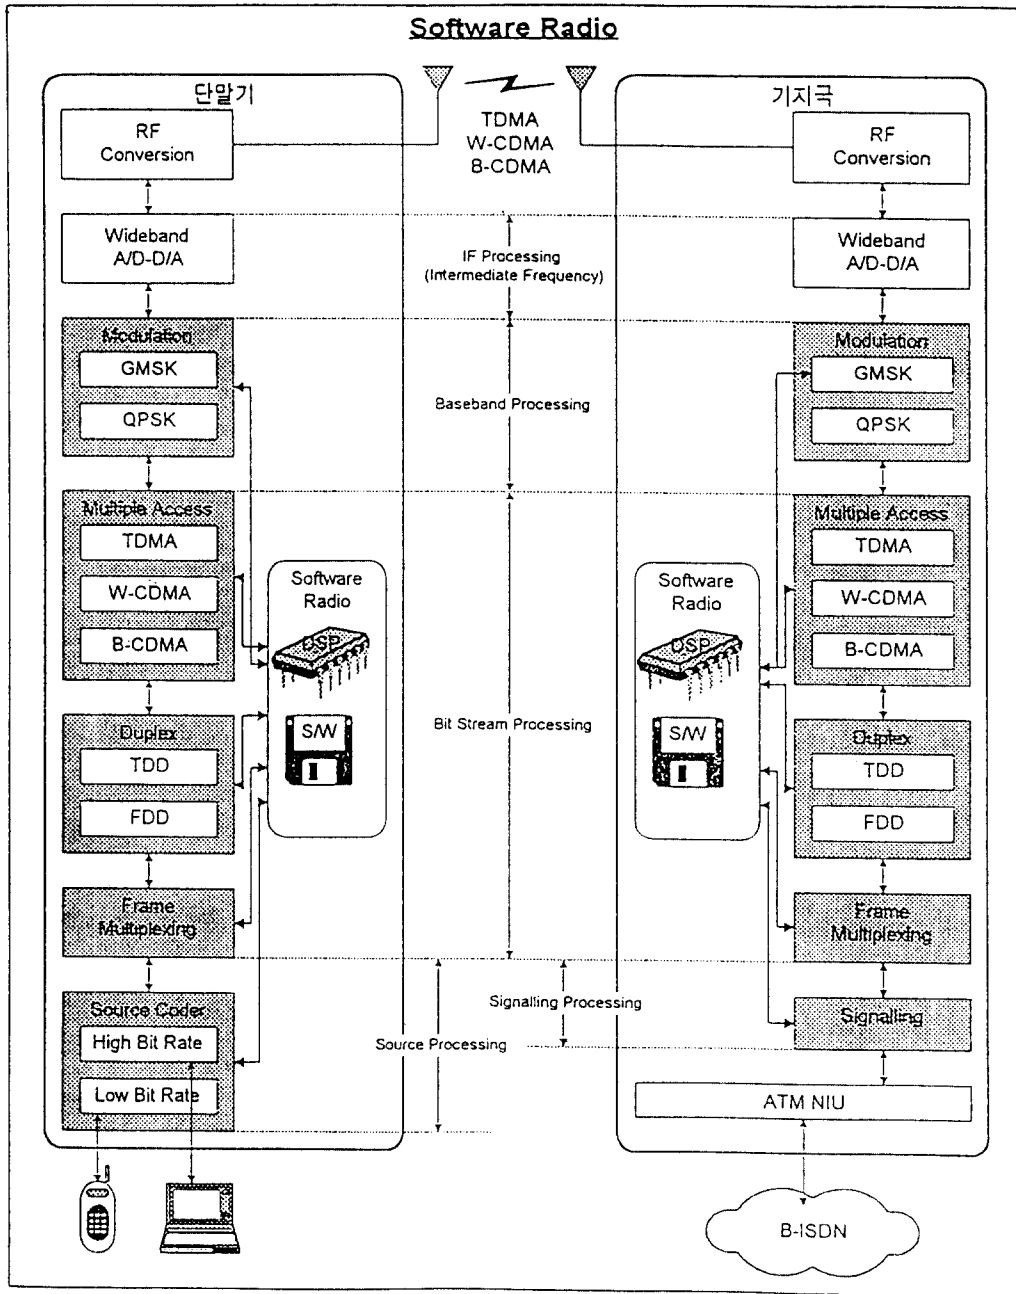 Software Radio
단말기
RF
Conversion
Wideband
A/D-D/A
Modulation
GMSK
QPSK
Multiple Access
TDMA
W-CDMA
B-CDMA
Duplex
TDD
FDD
Frame
Multiplexing
Source Coder
High Bit Rate
Low Bit Rate
Software
Radio
DSP
S/W
TDMA
W-CDMA
B-CDMA
IF Processing
(Intermediate Frequency)
Baseband Processing
Bit Stream Processing
Signalling Processing
Source Processing
기지국
RF
Conversion
Wideband
A/D-D/A
Modulation
GMSK
QPSK
Multiple Access
TDMA
W-CDMA
B-CDMA
Software
Radio
DSP
S/W
Duplex
TDD
FDD
Frame
Multiplexing
Signalling
ATM NIU
B-ISDN